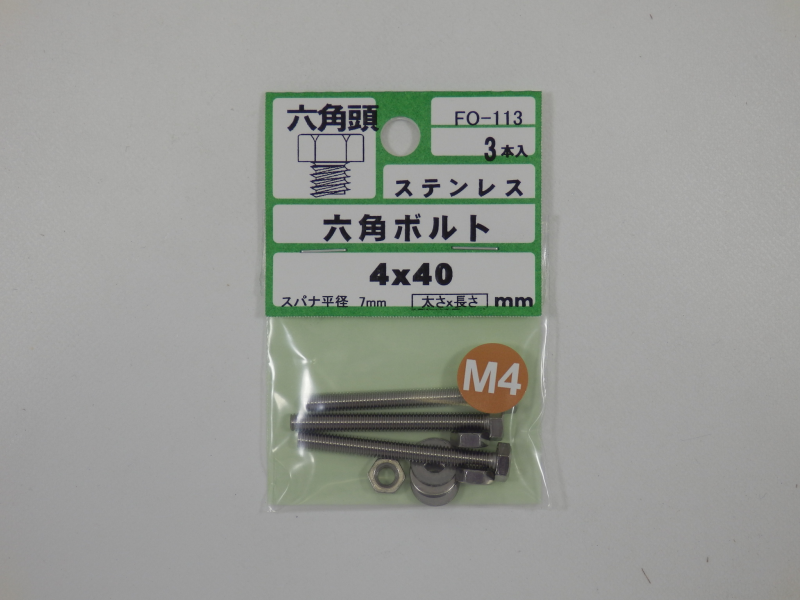 六角頭
FO-113
3本入
ステンレス
六角ボルト
4x40
スパナ平径 7mm 太さx長さ mm
M4